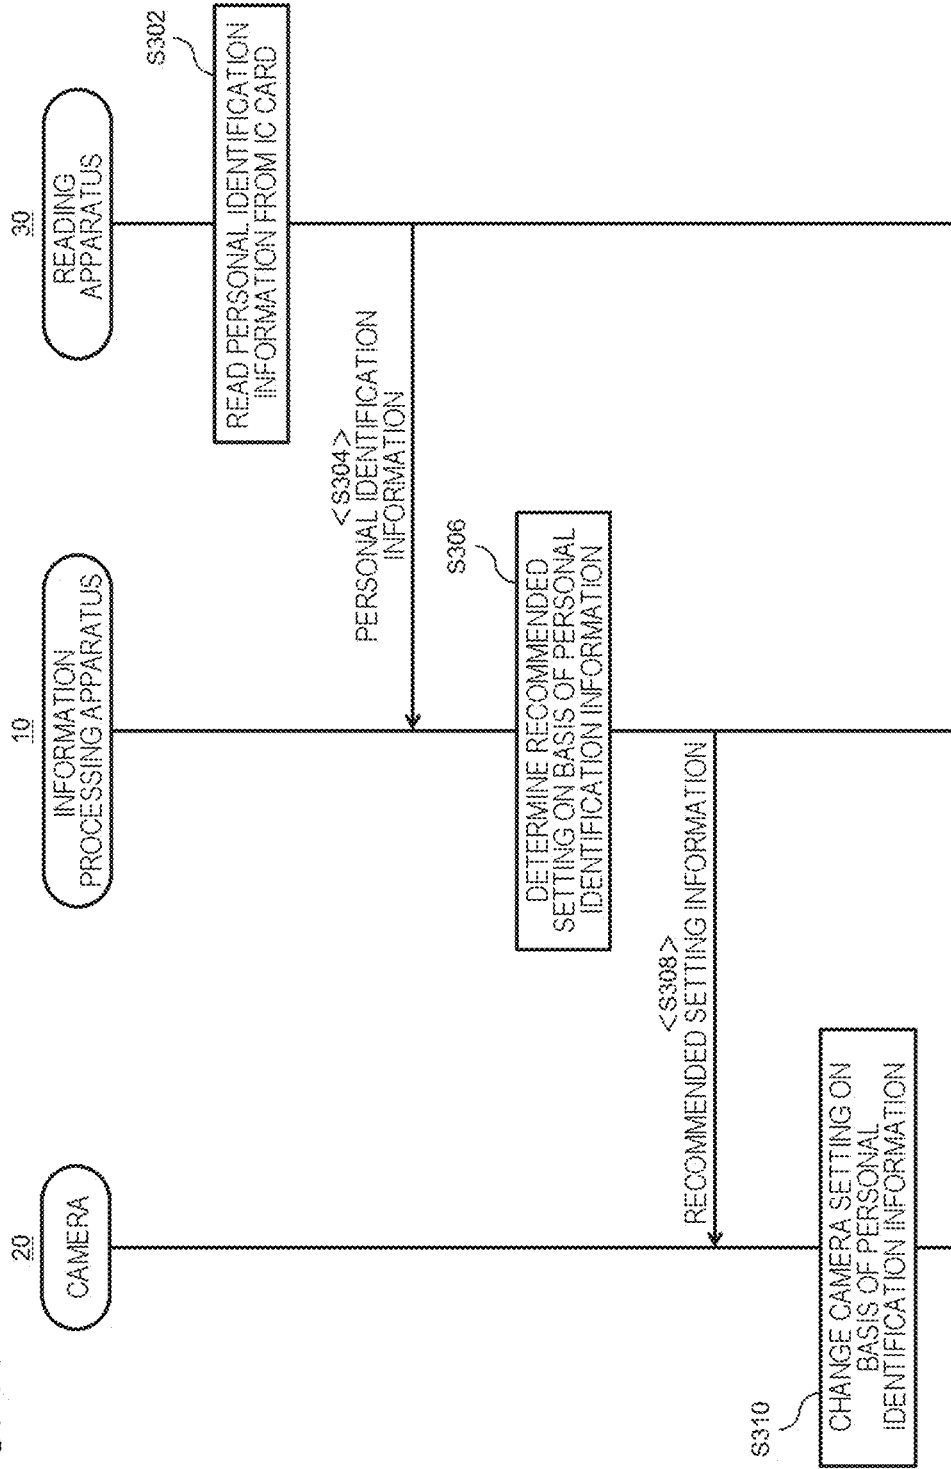 20
CAMERA
10
INFORMATION
PROCESSING APPARATUS
30
READING
APPARATUS
S302
READ PERSONAL IDENTIFICATION
INFORMATION FROM IC CARD
<S304>
PERSONAL IDENTIFICATION
INFORMATION
S306
DETERMINE RECOMMENDED
SETTING ON BASIS OF PERSONAL
IDENTIFICATION INFORMATION
<S308>
RECOMMENDED SETTING INFORMATION
S310
CHANGE CAMERA SETTING ON
BASIS OF PERSONAL
IDENTIFICATION INFORMATION